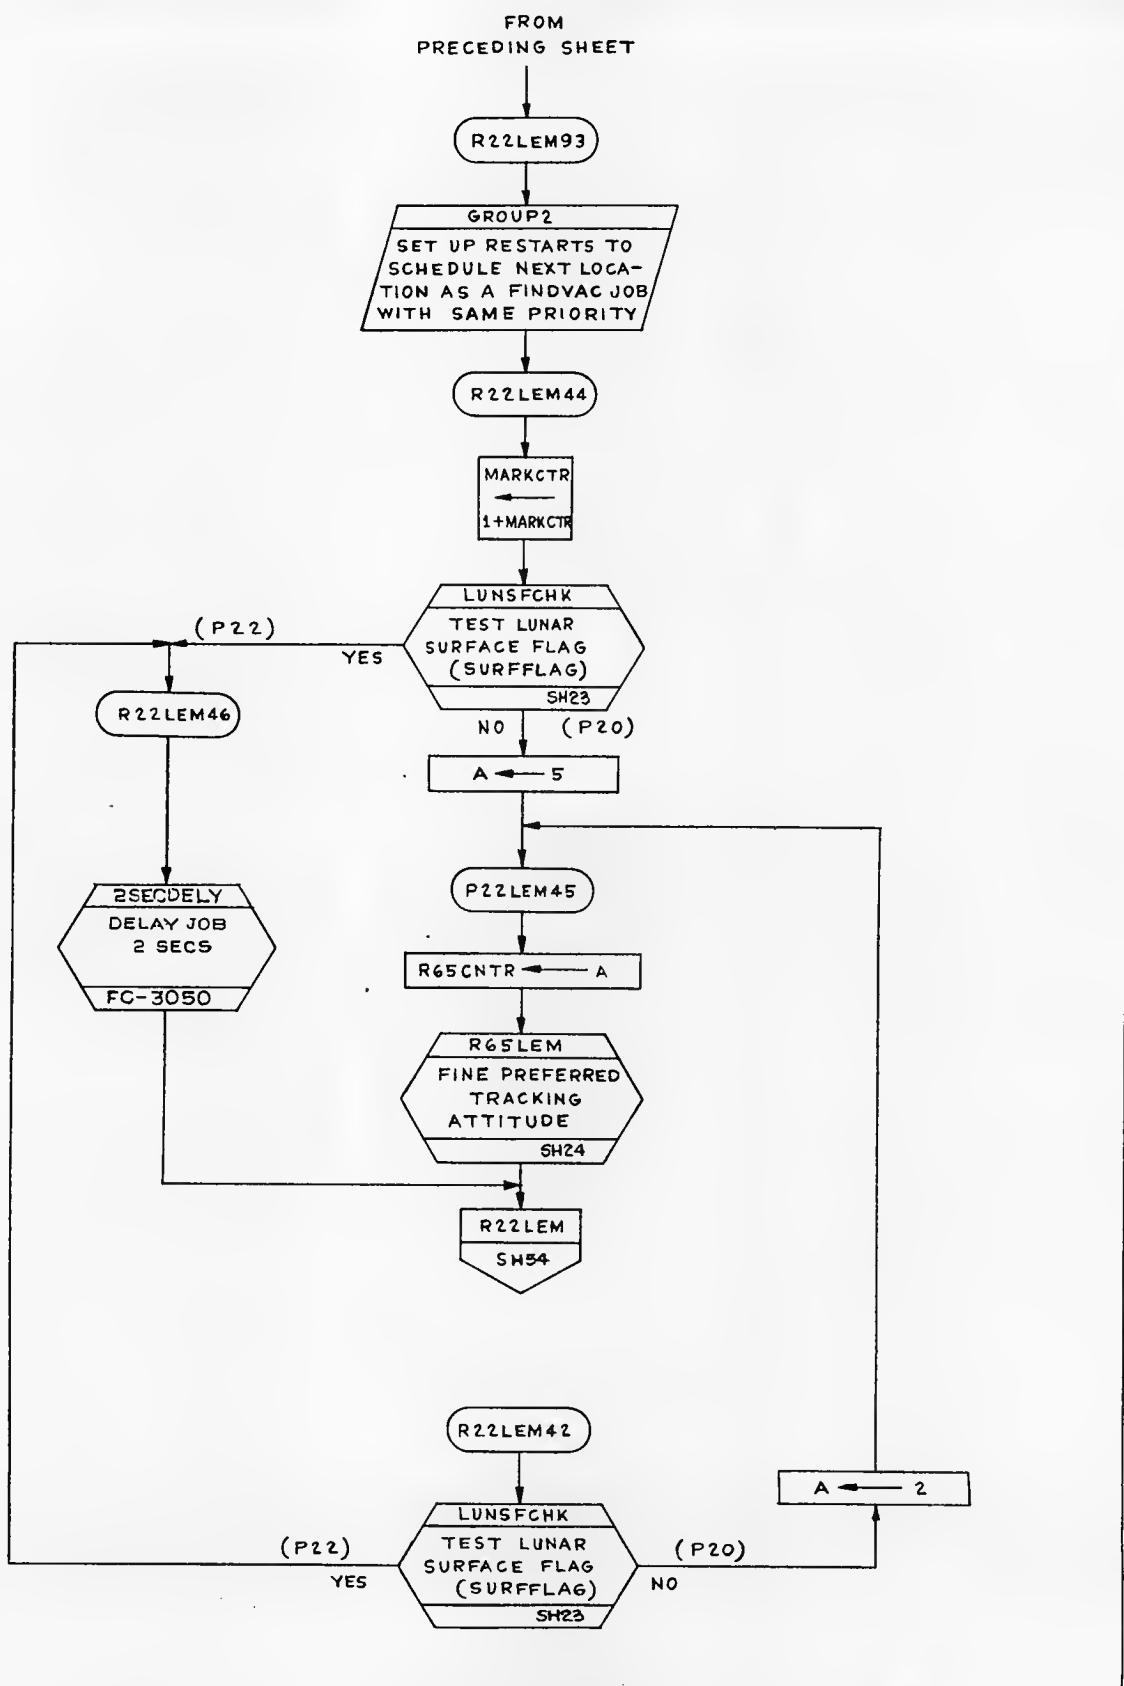 FROM
PRECEDING SHEET
R22LEM93
GROUP2
SET UP RESTARTS TO
SCHEDULE NEXT LOCA-
TION AS A FINDVAC JOB
WITH SAME PRIORITY
R22LEM44
MARKCTR
1+MARKCTR
LUNSFCHK
TEST LUNAR
SURFACE FLAG
(SURFFLAG)
SH23
(P22)
YES
NO (P20)
R22LEM46
A 5
2SECDELY
DELAY JOB
2 SECS
FC-3050
P22LEM45
R65CNTR A
R65LEM
FINE PREFERRED
TRACKING
ATTITUDE
SH24
R22LEM
SH54
R22LEM42
LUNSFCHK
TEST LUNAR
SURFACE FLAG
(SURFFLAG)
SH23
(P22)
YES
(P20)
NO
A 2